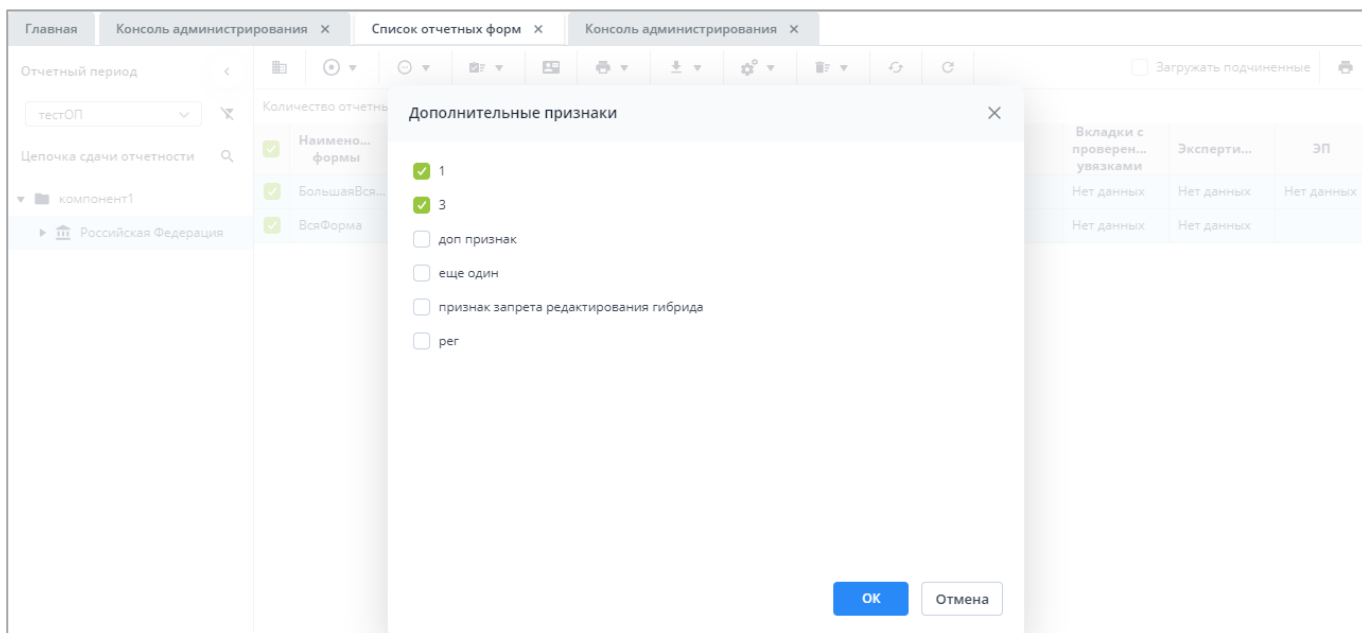 Главная Консоль администрирования Список отчетных форм Консоль администрирования
Отчетный период
Загружать подчиненные
тестОП
Количество отчетнь
Цепочка сдачи отчетности
Наимено... формы
Вкладки с проверен... увязками
Эксперти...
ЭП
компонент1
БольшаяВся...
Нет данных Нет данных Нет данных
Российская Федерация
ВсяФорма
Нет данных Нет данных
Дополнительные признаки
1
3
доп признак
еще один
признак запрета редактирования гибрида
рег
ОК Отмена